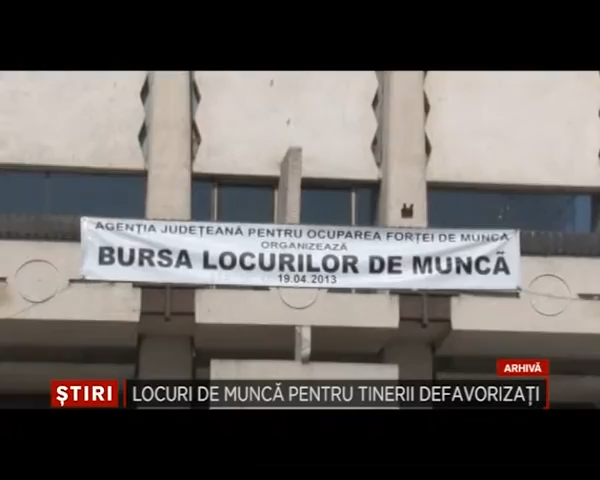 AGENȚIA JUDEȚEANĂ PENTRU OCUPAREA FORȚEI DE MUNCĂ
ORGANIZEAZĂ
BURSA LOCURILOR DE MUNCĂ
19.04.2013
ARHIVĂ
ȘTIRI
LOCURI DE MUNCĂ PENTRU TINERII DEFAVORIZAȚI